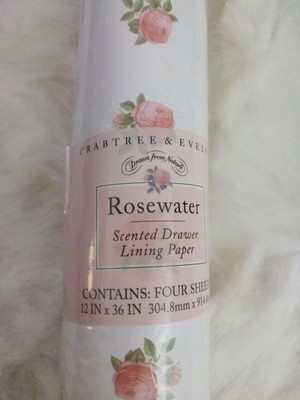 CRABTREE & EVEL
Drawn from Nature
Rosewater
Scented Drawer
Lining Paper
CONTAINS: FOUR SHEET
12 IN x 36 IN 304.8mm x 914.4